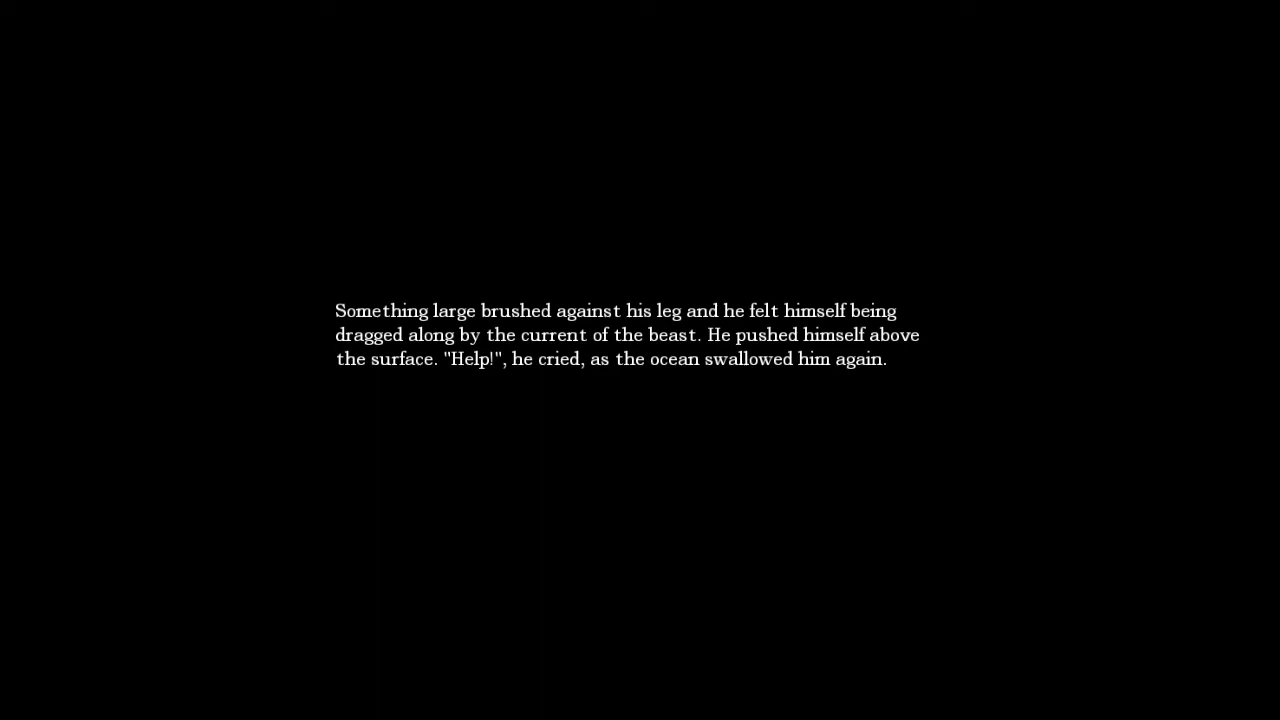 Something large brushed against his leg and he felt himself being
dragged along by the current of the beast. He pushed himself above
the surface. "Help!", he cried, as the ocean swallowed him again.